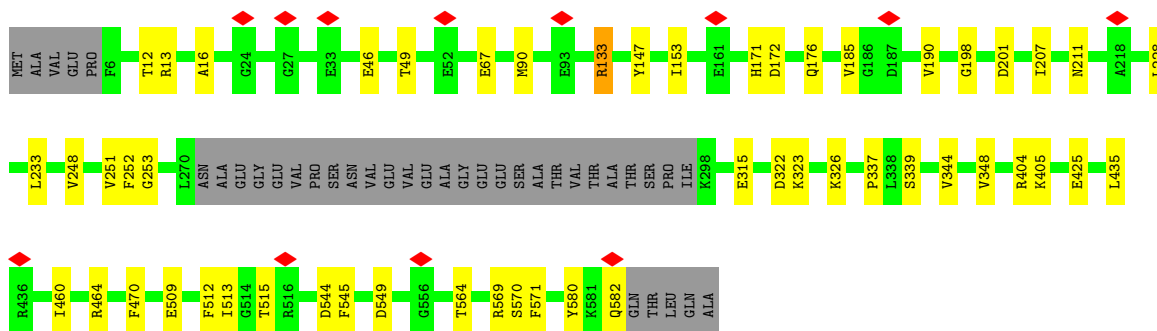 MET ALA VAL GLU PRO F6 T12 R13 A16 G24 G27 E33 E46 T49 E52 E67 M90 E93 R133 Y147 I153 E161 H171 D172 Q176 V185 G186 D187 V190 G198 D201 I207 N211 A218
L233 V248 V251 F252 G253 L270 ASN ALA GLU GLY GLU VAL PRO SER ASN VAL GLU VAL GLU ALA GLY GLU GLU SER ALA THR VAL THR ALA THR SER PRO ILE K298 E315 D322 K323 K326 P337 L338 S339 V344 V348 R404 K405 E425 L435
R436 I460 R464 F470 E509 F512 I513 G514 T515 R516 D544 F545 D549 G556 T564 R569 S570 F571 Y580 K581 Q582 GLN THR LEU GLN ALA